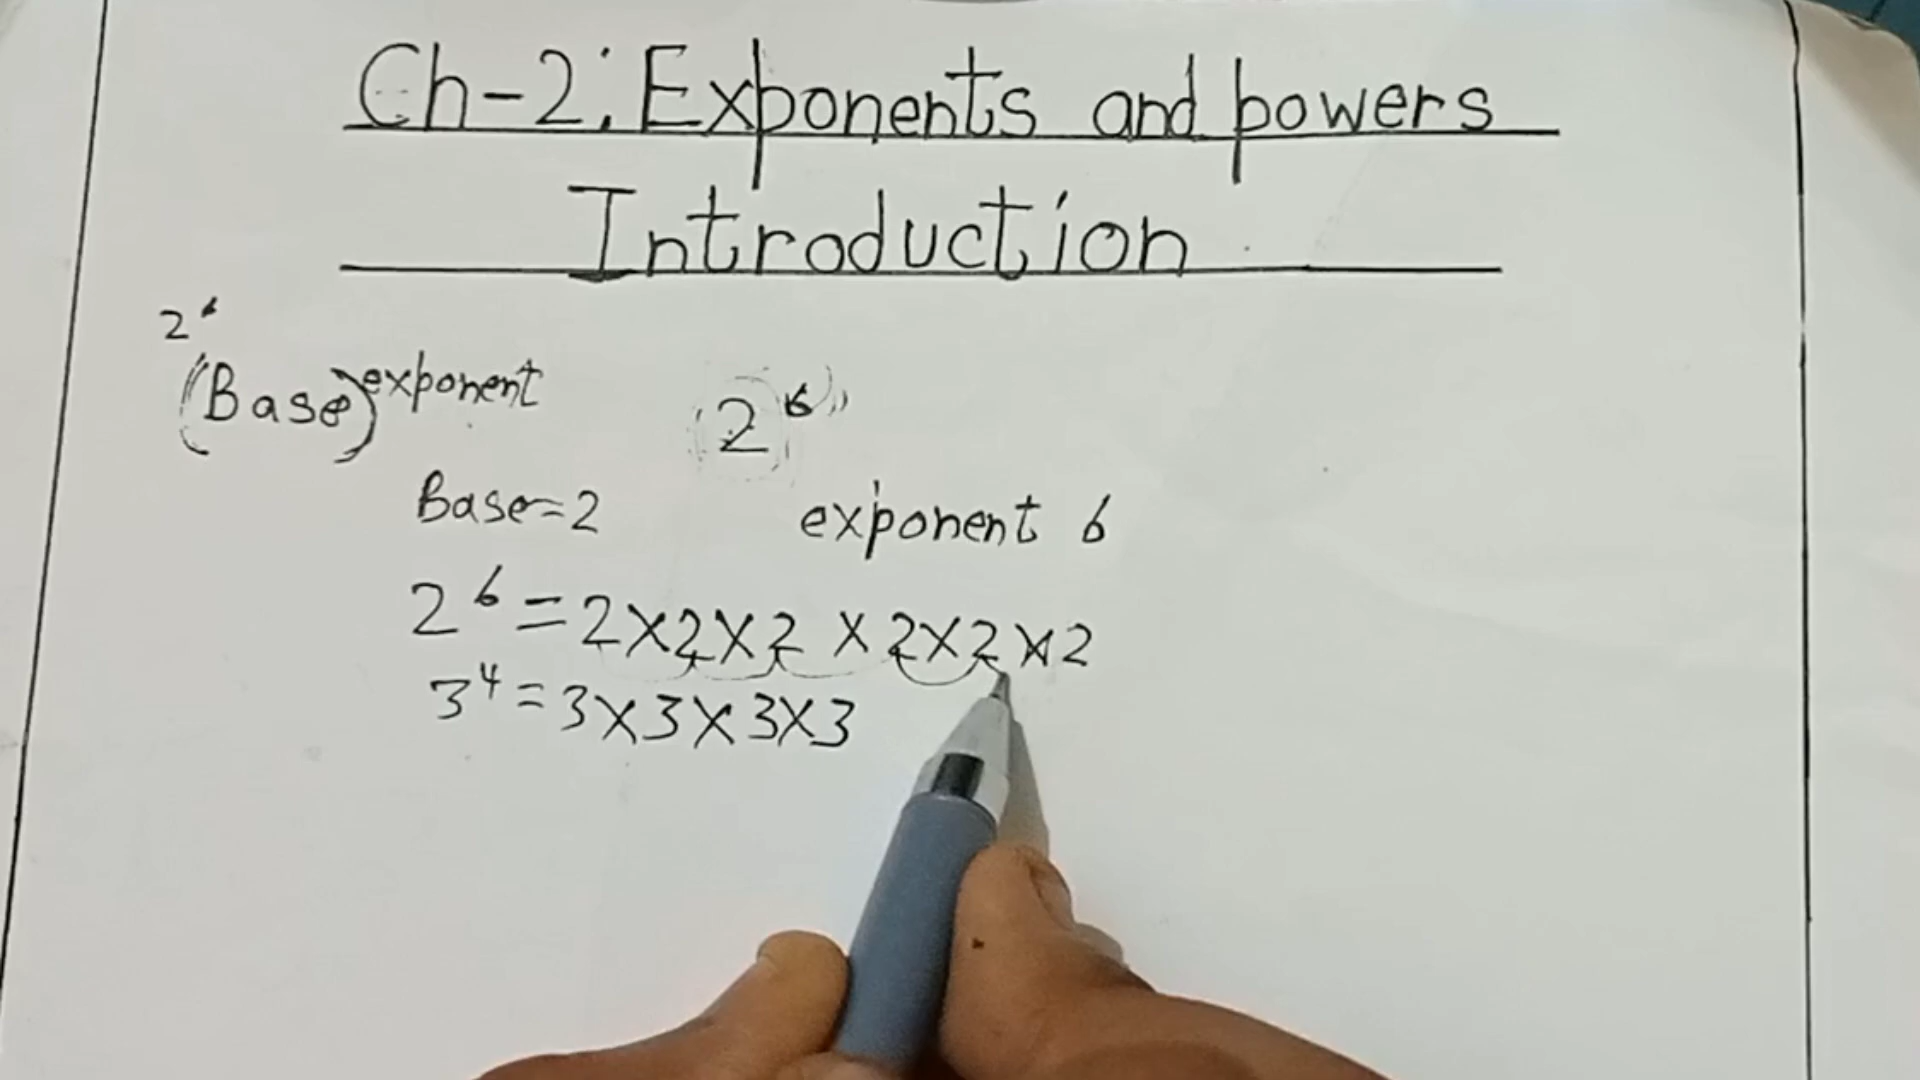 Ch-2: Exponents and powers
Introduction
2⁶
(Base)^exponent
2⁶
Base=2 exponent 6
2⁶=2×2×2×2×2×2
3⁴=3×3×3×3